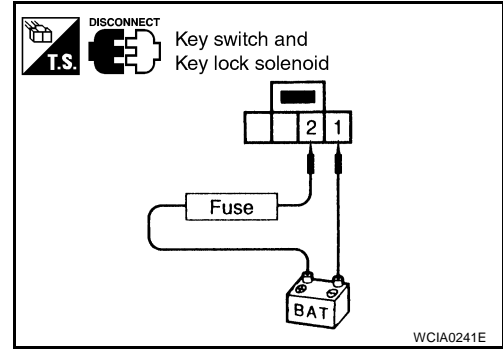 DISCONNECT
T.S.
Key switch and
Key lock solenoid
2 1
Fuse
BAT
WCIA0241E